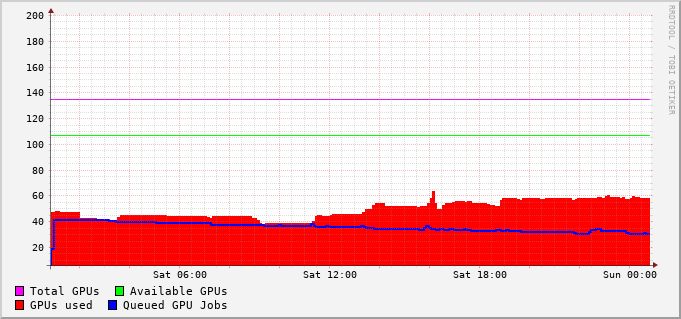 200
180
160
140
120
100
80
60
40
20
Sat 06:00 Sat 12:00 Sat 18:00 Sun 00:00
Total GPUs Available GPUs
GPUs used Queued GPU Jobs
RRDTOOL / TOBI OETIKER